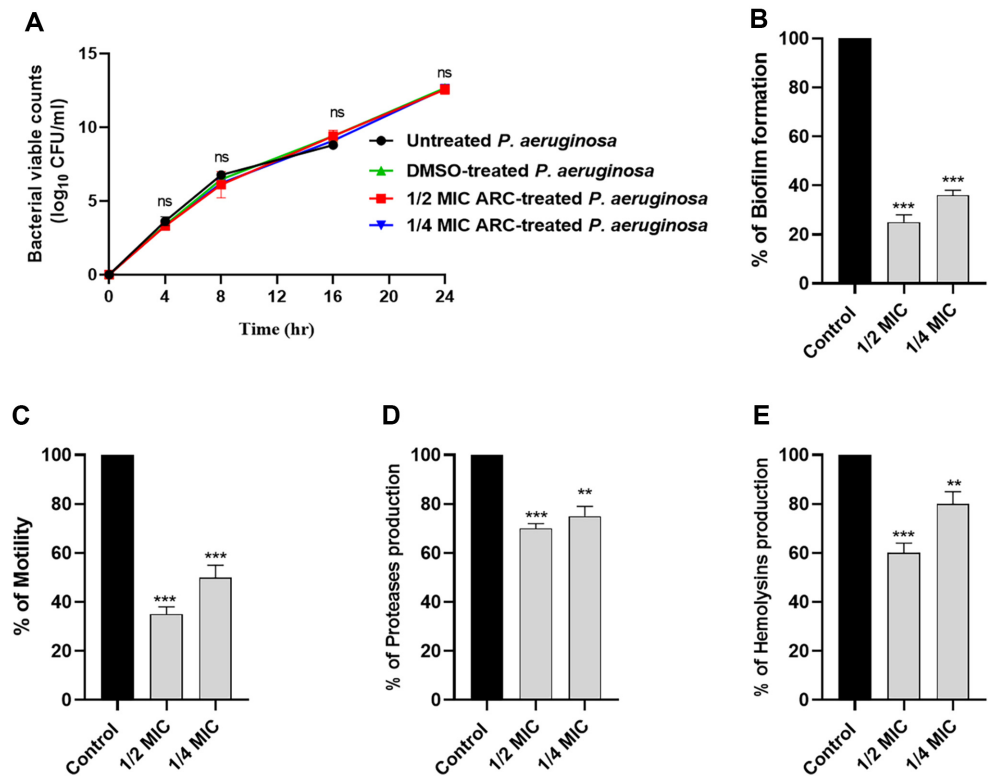 A
Bacterial viable counts
(log10 CFU/ml)
15
10
5
0
ns
ns
ns
ns
0
4
8
12
16
20
24
Time (hr)
Untreated P. aeruginosa
DMSO-treated P. aeruginosa
1/2 MIC ARC-treated P. aeruginosa
1/4 MIC ARC-treated P. aeruginosa
B
% of Biofilm formation
100
80
60
40
20
0
***
***
Control
1/2 MIC
1/4 MIC
C
% of Motility
100
80
60
40
20
0
***
***
Control
1/2 MIC
1/4 MIC
D
% of Proteases production
100
80
60
40
20
0
***
**
Control
1/2 MIC
1/4 MIC
E
% of Hemolysins production
100
80
60
40
20
0
***
**
Control
1/2 MIC
1/4 MIC